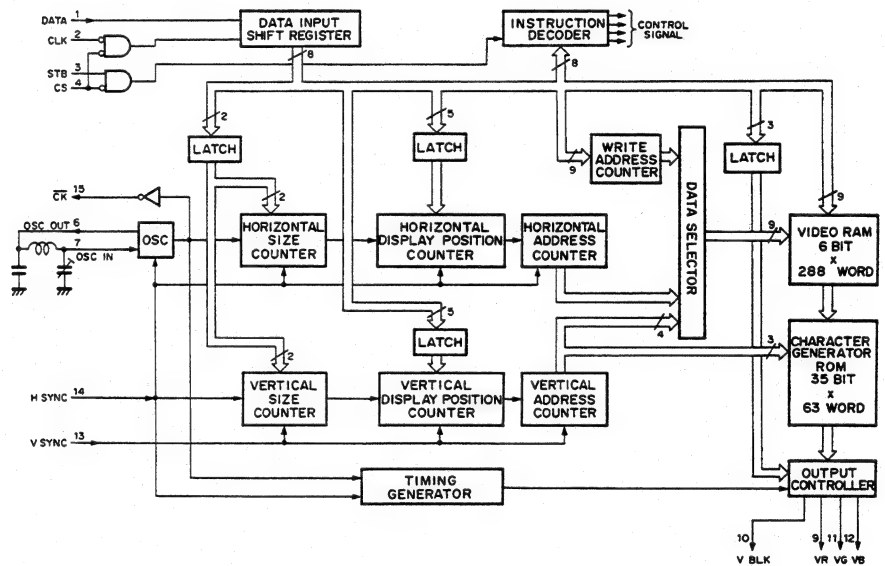 DATA 1
CLK 2
STB 3
CS 4
DATA INPUT
SHIFT REGISTER
8
INSTRUCTION
DECODER
CONTROL
SIGNAL
8
2
LATCH
5
LATCH
9
WRITE
ADDRESS
COUNTER
DATA SELECTOR
3
LATCH
9
CK 15
OSC OUT 6
7
OSC IN
OSC
2
HORIZONTAL
SIZE
COUNTER
HORIZONTAL
DISPLAY POSITION
COUNTER
HORIZONTAL
ADDRESS
COUNTER
9
VIDEO RAM
6 BIT
x
288 WORD
5
LATCH
4
3
CHARACTER
GENERATOR
ROM
35 BIT
x
63 WORD
2
H SYNC 14
VERTICAL
SIZE
COUNTER
VERTICAL
DISPLAY POSITION
COUNTER
VERTICAL
ADDRESS
COUNTER
V SYNC 13
TIMING
GENERATOR
OUTPUT
CONTROLLER
10 9 11 12
V BLK VR VG VB